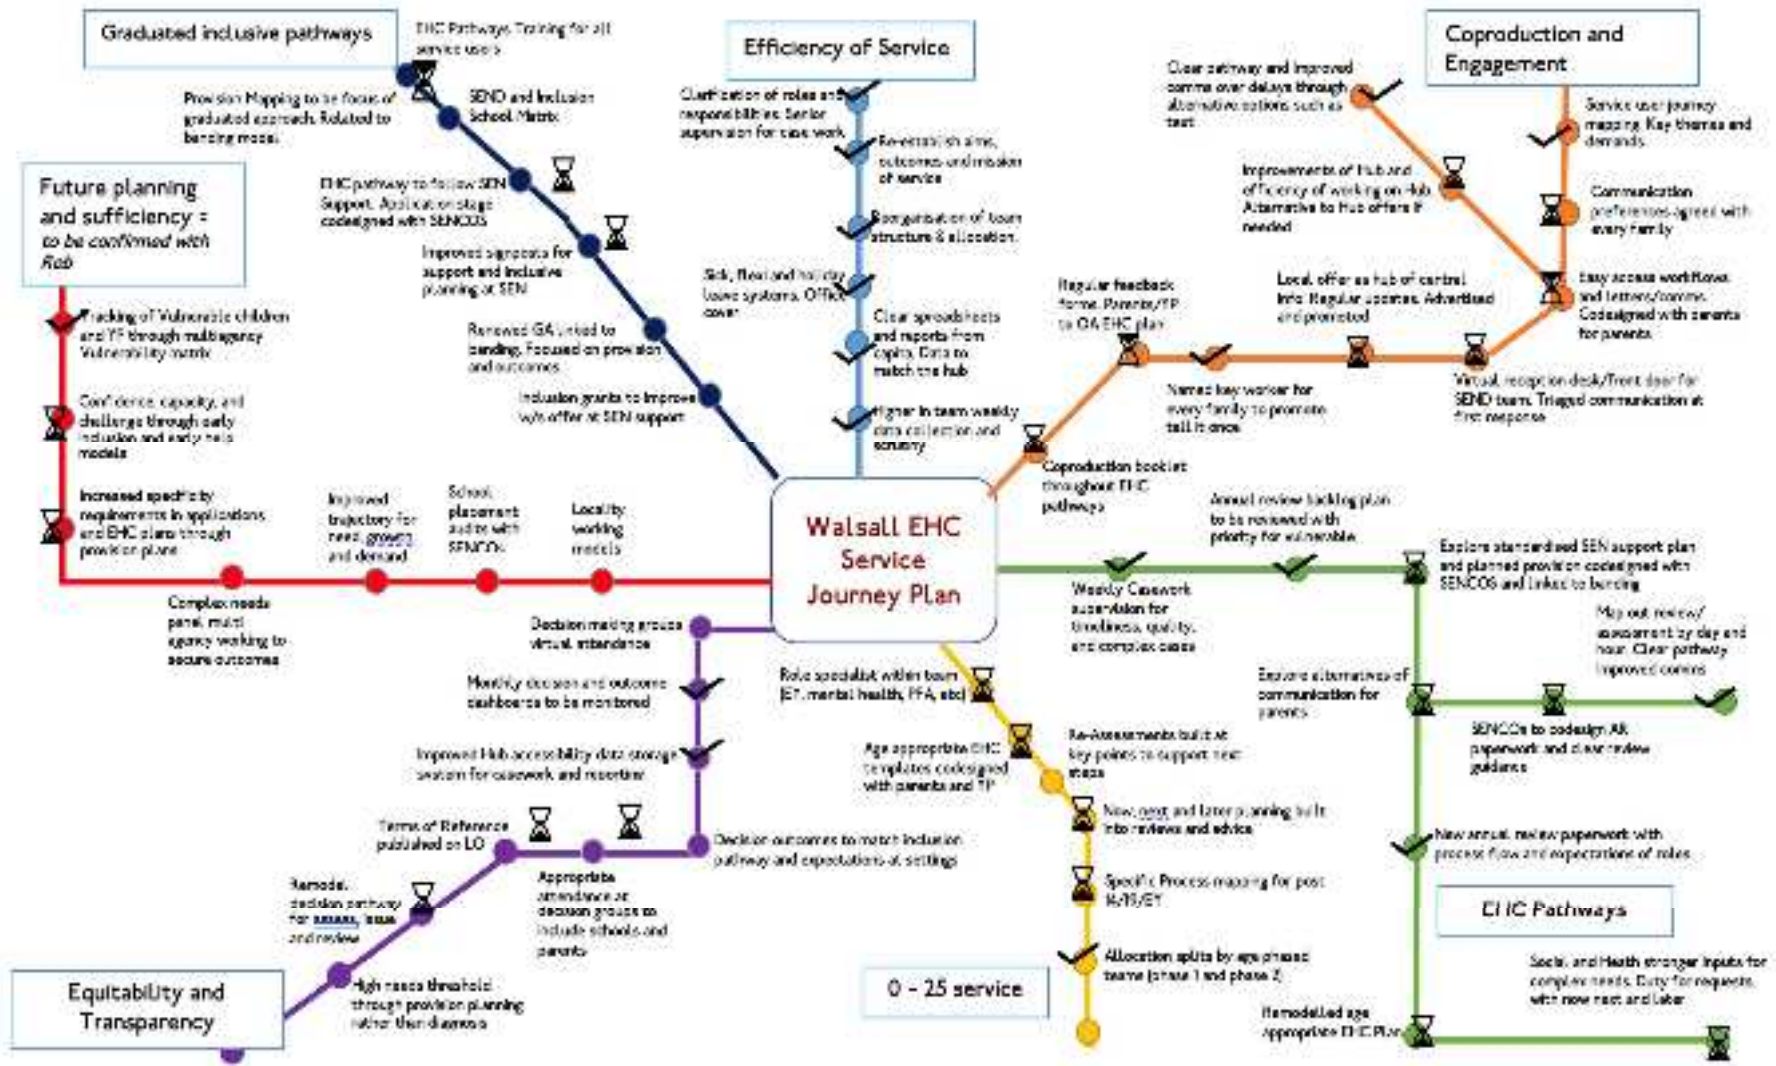 Graduated inclusive pathways
EHC Pathways Training for all
service users
Provision Mapping to be focus of
graduated approach. Related to
banding model
SEND and Inclusion
School Matrix
EHC pathway to follow SEN
Support. Application stage
codesigned with SENCOS
Improved signposts for
support and inclusive
planning at SEN
Renewed GA linked to
banding. Focused on provision
and outcomes
Inclusion grants to improve
w/s offer at SEN support
Efficiency of Service
Clarification of roles and
responsibilities. Senior
supervision for case work
Re-establish aims,
outcomes and mission
of service
Reorganisation of team
structure & allocation.
Sick, flexi and holiday
leave systems. Office
cover
Clear spreadsheets
and reports from
capita. Data to
match the hub
Higher in team weekly
data collection and
scrutiny
Coproduction and
Engagement
Service user journey
mapping. Key themes and
demands
Clear pathway and improved
comms over delays through
alternative options such as
text
Communication
preferences agreed with
every family
Improvements of Hub and
efficiency of working on Hub
Alternative to Hub offers if
needed
Easy access workflows
and letters/comms.
Codesigned with parents
for parents
Local offer as hub of central
info. Regular updates. Advertised
and promoted
Regular feedback
forms. Parents/YP
to QA EHC plan
Virtual reception desk/front door for
SEND team. Triaged communication at
first response
Named key worker for
every family to promote
tell it once
Coproduction booklet
throughout EHC
pathways
Future planning
and sufficiency =
to be confirmed with
Rob
Tracking of Vulnerable children
and YP through multiagency
Vulnerability matrix
Confidence, capacity, and
challenge through early
inclusion and early help
models
Increased specificity
requirements in applications
and EHC plans through
provision plans
Complex needs
panel multi
agency working to
secure outcomes
Improved
trajectory for
need, growth
and demand
School
placement
audits with
SENCOs
Locality
working
models
Walsall EHC
Service
Journey Plan
Weekly Casework
supervision for
timeliness, quality,
and complex cases
Annual review backlog plan
to be reviewed with
priority for vulnerable
Explore standardised SEN support plan
and planned provision codesigned with
SENCOS and linked to banding
Map out review/
assessment by day and
hour. Clear pathway
improved comms
Explore alternatives of
communication for
parents
SENCOs to codesign AR
paperwork and clear review
guidance
New annual review paperwork with
process flow and expectations of roles
EHC Pathways
Social and Heath stronger inputs for
complex needs. Duty for requests,
with now next and later
Remodelled age
appropriate EHC Plan
Decision making groups
virtual attendance
Monthly decision and outcome
dashboards to be monitored
Improved Hub accessibility data storage
system for casework and reporting
Decision outcomes to match inclusion
pathway and expectations at settings
Appropriate
attendance at
decision groups to
include schools and
parents
Terms of Reference
published on LO
Remodel
decision pathway
for assess, issue
and review
High needs threshold
through provision planning
rather than diagnosis
Equitability and
Transparency
Role specialist within team
(EY, mental health, PFA, etc)
Age appropriate EHC
templates codesigned
with parents and YP
Re-Assessments built at
key points to support next
steps
Now, next and later planning built
into reviews and advice
Specific Process mapping for post
16/19/EY
Allocation splits by age phased
teams (phase 1 and phase 2)
0 - 25 service